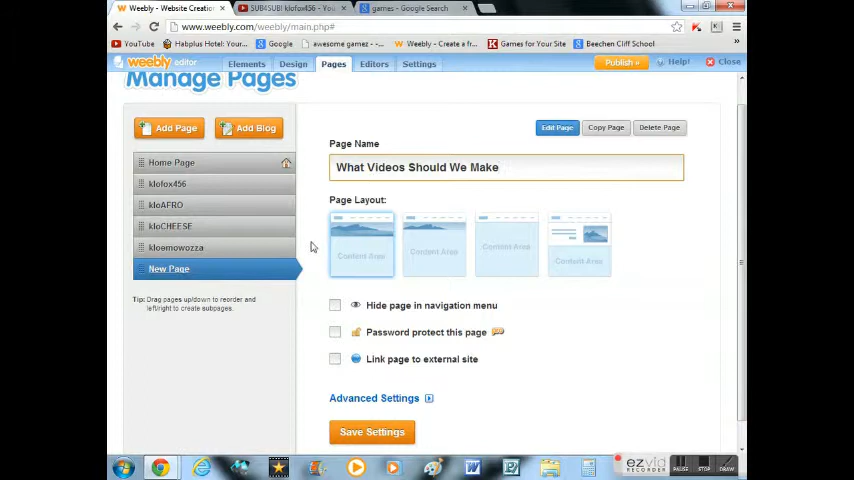 Weebly - Website Creatio
SUB4SUB! klofox456 - You
games - Google Search
www.weebly.com/weebly/main.php#
YouTube
Habplus Hotel - Your...
Google
awesome gamez - ...
Weebly - Create a fr...
Games for Your Site
Beechen Cliff School
»
weebly editor
Elements
Design
Pages
Editors
Settings
Publish »
Help!
Close
Manage Pages
Add Page
Add Blog
Edit Page
Copy Page
Delete Page
Page Name
What Videos Should We Make
Home Page
klofox456
kloAFRO
kloCHEESE
kloemowozza
New Page
Tip: Drag pages up/down to reorder and
left/right to create subpages.
Page Layout:
Content Area
Content Area
Content Area
Content Area
Hide page in navigation menu
Password protect this page
Link page to external site
Advanced Settings
Save Settings
ezvid
RECORDER
PAUSE
STOP
DRAW